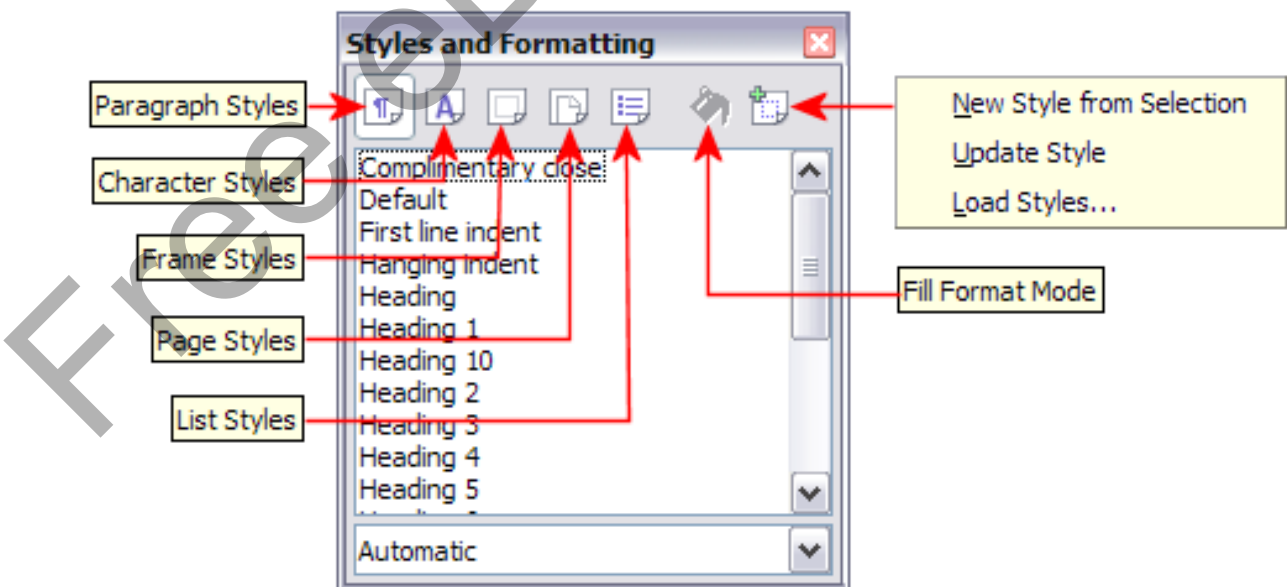 Styles and Formatting
Paragraph Styles
Character Styles
Frame Styles
Page Styles
List Styles
New Style from Selection
Update Style
Load Styles...
Fill Format Mode
Complimentary close
Default
First line indent
Hanging indent
Heading
Heading 1
Heading 10
Heading 2
Heading 3
Heading 4
Heading 5
Automatic